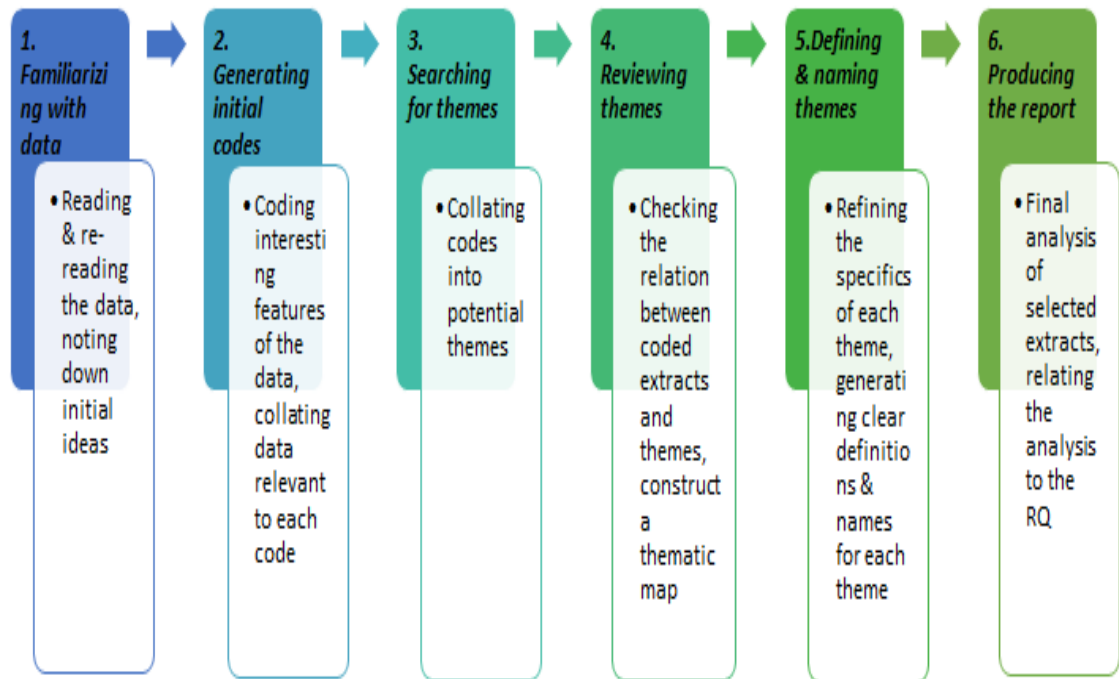 1.
Familiarizi
ng with
data
• Reading
& re-
reading
the data,
noting
down
initial
ideas
2.
Generating
initial
codes
• Coding
interesti
ng
features
of the
data,
collating
data
relevant
to each
code
3.
Searching
for themes
• Collating
codes
into
potential
themes
4.
Reviewing
themes
• Checking
the
relation
between
coded
extracts
and
themes,
construct
a
thematic
map
5.Defining
& naming
themes
• Refining
the
specifics
of each
theme,
generati
ng clear
definitio
ns &
names
for each
theme
6.
Producing
the report
• Final
analysis
of
selected
extracts,
relating
the
analysis
to the
RQ